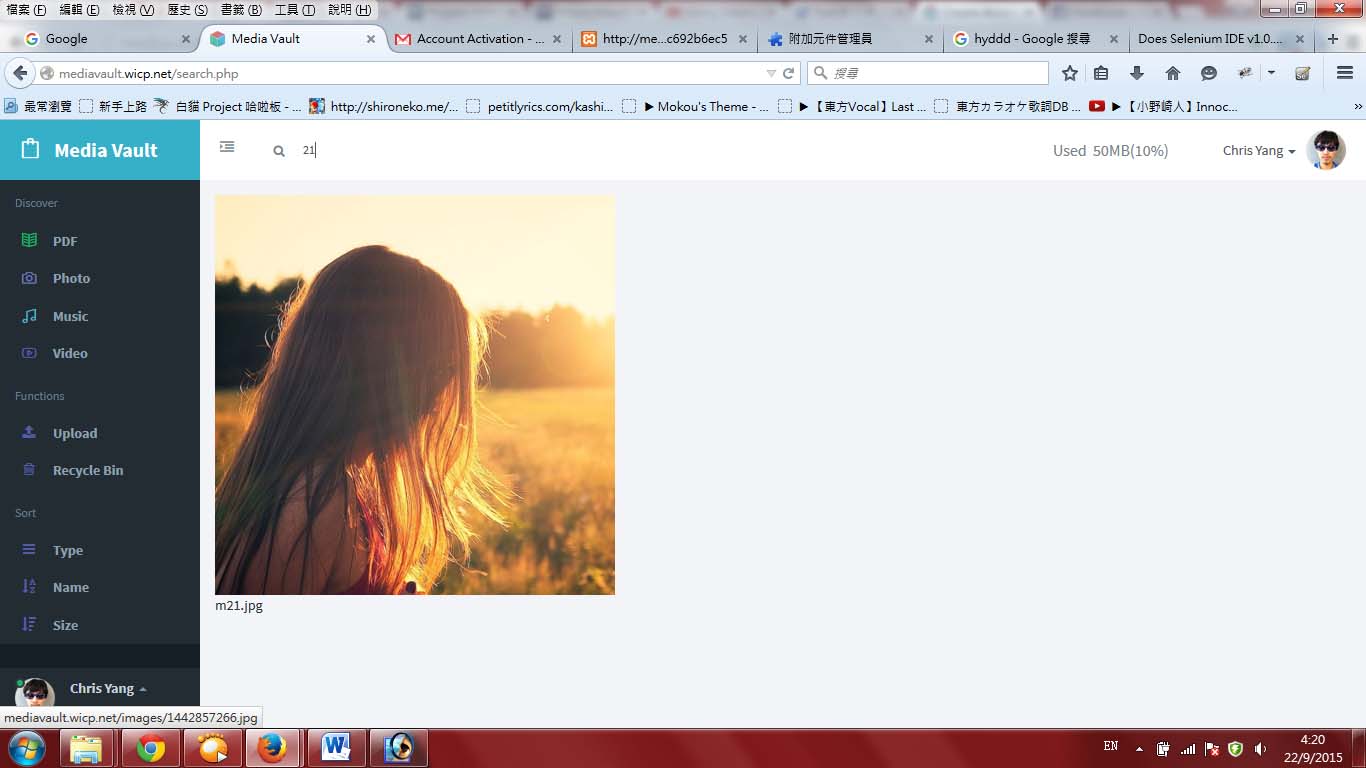 檔案 (F) 編輯 (E) 檢視 (V) 歷史 (S) 書籤 (B) 工具 (T) 說明 (H)
Google
Media Vault
Account Activation - ...
http://me...c692b6ec5
附加元件管理員
hyddd - Google 搜尋
Does Selenium IDE v1.0....
mediavault.wicp.net/search.php
搜尋
最常瀏覽
新手上路
白貓 Project 哈啦板 - ...
http://shironeko.me/...
petitlyrics.com/kashi...
▶ Mokou's Theme - ...
▶ 【東方Vocal】Last ...
東方カラオケ歌詞DB ...
▶ 【小野崎人】Innoc...
Media Vault
21
Used 50MB(10%)
Chris Yang
Discover
PDF
Photo
Music
Video
Functions
Upload
Recycle Bin
Sort
Type
Name
Size
m21.jpg
Chris Yang
mediavault.wicp.net/images/1442857266.jpg
EN
4:20
22/9/2015